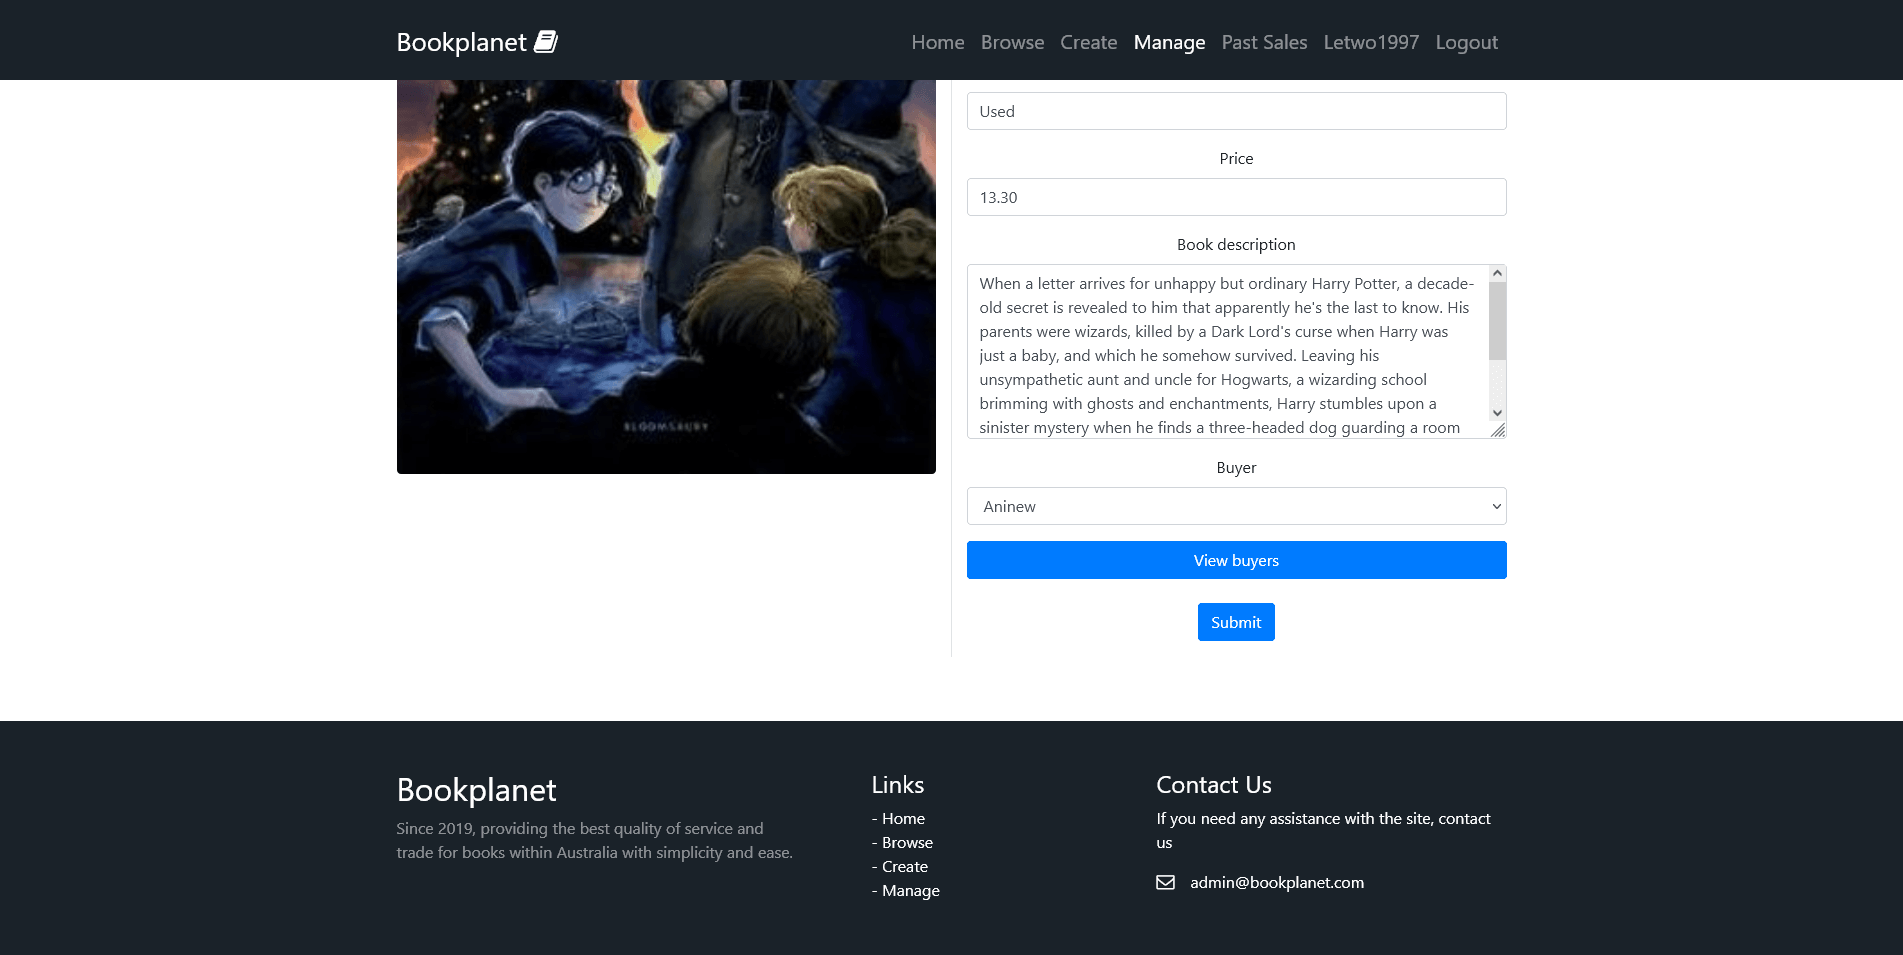 Bookplanet
Home Browse Create Manage Past Sales Letwo1997 Logout
BLOOMSBURY
Used
Price
13.30
Book description
When a letter arrives for unhappy but ordinary Harry Potter, a decade-
old secret is revealed to him that apparently he's the last to know. His
parents were wizards, killed by a Dark Lord's curse when Harry was
just a baby, and which he somehow survived. Leaving his
unsympathetic aunt and uncle for Hogwarts, a wizarding school
brimming with ghosts and enchantments, Harry stumbles upon a
sinister mystery when he finds a three-headed dog guarding a room
Buyer
Aninew
View buyers
Submit
Bookplanet
Since 2019, providing the best quality of service and
trade for books within Australia with simplicity and ease.
Links
- Home
- Browse
- Create
- Manage
Contact Us
If you need any assistance with the site, contact
us
admin@bookplanet.com